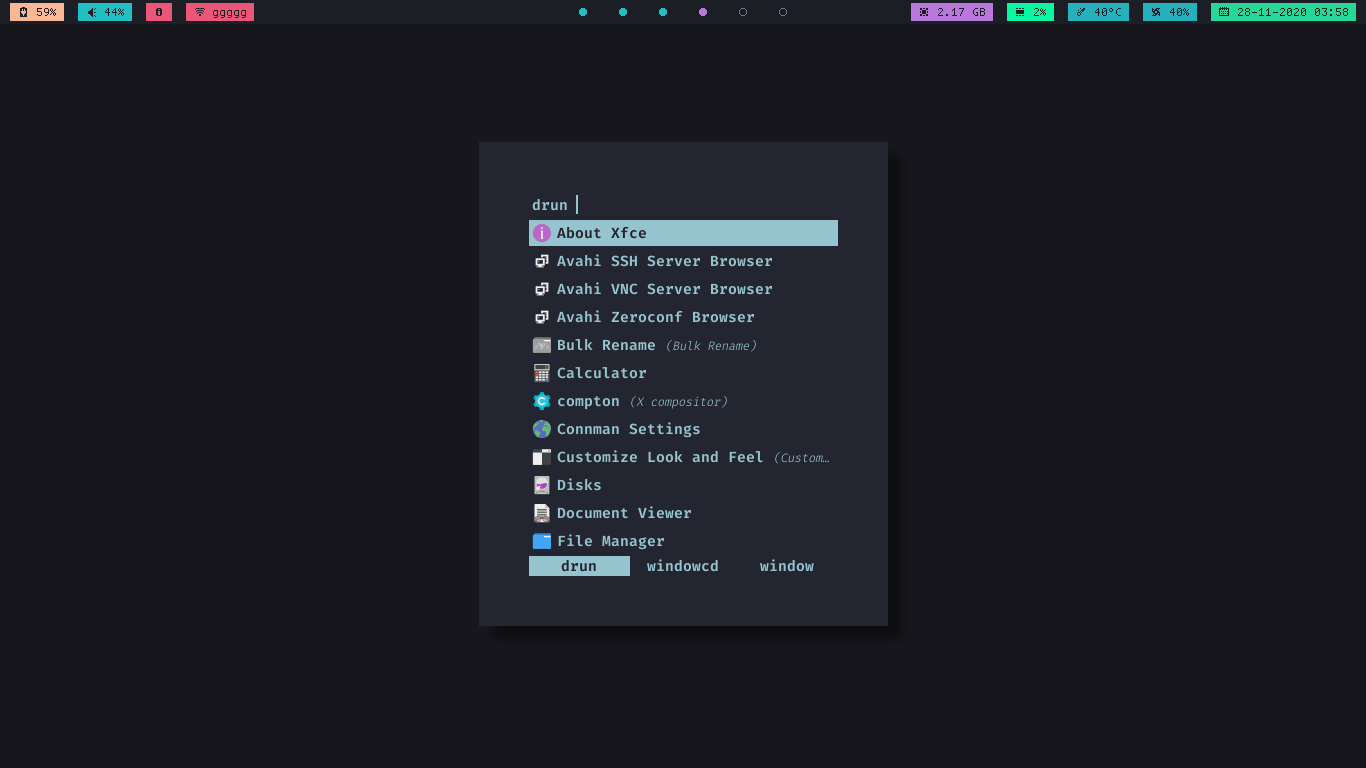 59% 44% ggggg 2.17 GB 2% 40°C 40% 28-11-2020 03:58
drun
About Xfce
Avahi SSH Server Browser
Avahi VNC Server Browser
Avahi Zeroconf Browser
Bulk Rename (Bulk Rename)
Calculator
compton (X compositor)
Connman Settings
Customize Look and Feel (Custom…
Disks
Document Viewer
File Manager
drun windowcd window